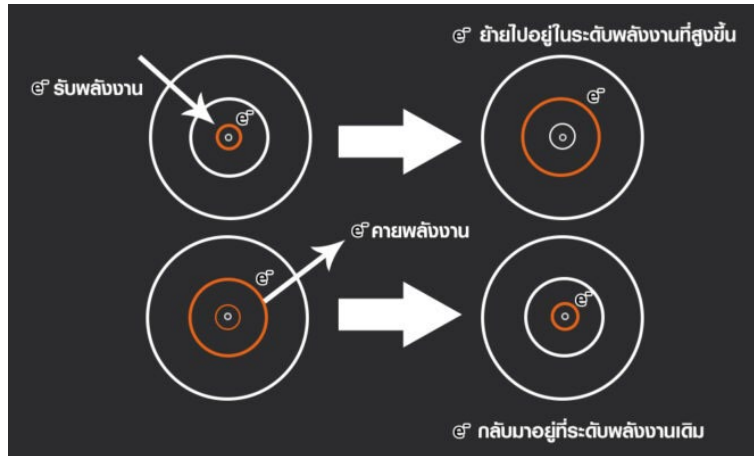 e⁻ ย้ายไปอยู่ในระดับพลังงานที่สูงขึ้น
e⁻ รับพลังงาน
e⁻
e⁻
e⁻ คายพลังงาน
e⁻
e⁻
e⁻ กลับมาอยู่ที่ระดับพลังงานเดิม